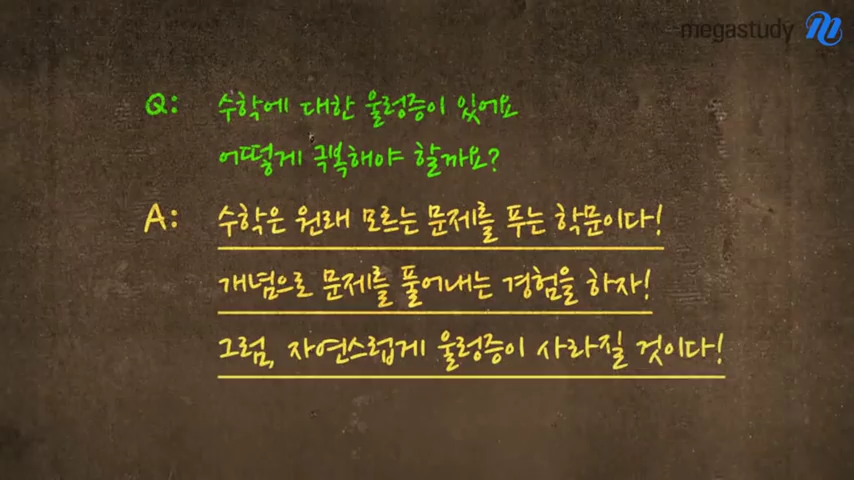 megastudy
Q: 수학에 대한 울렁증이 있어요
어떻게 극복해야 할까요?
A: 수학은 원래 모르는 문제를 푸는 학문이다!
개념으로 문제를 풀어내는 경험을 하자!
그럼, 자연스럽게 울렁증이 사라질 것이다!